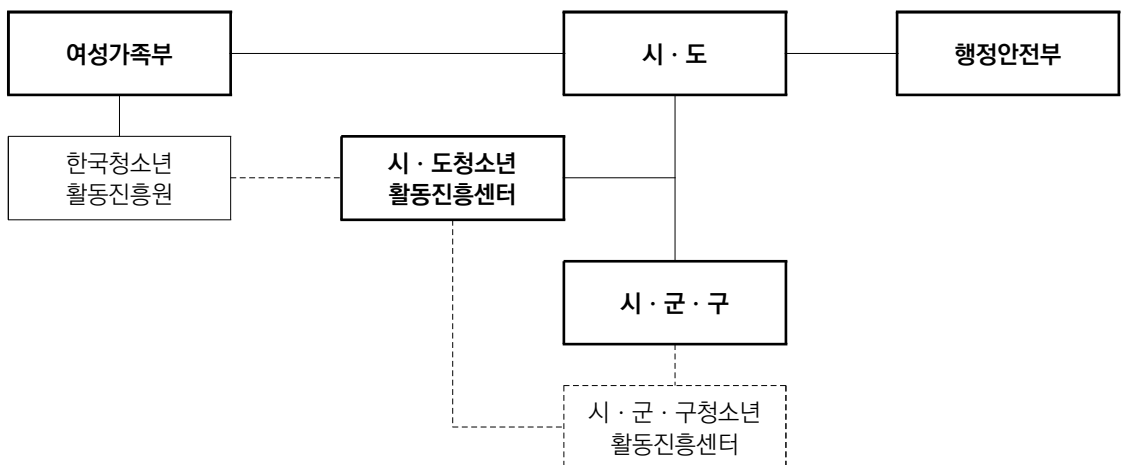 여성가족부
시 · 도
행정안전부
한국청소년
활동진흥원
시 · 도청소년
활동진흥센터
시 · 군 · 구
시 · 군 · 구청소년
활동진흥센터